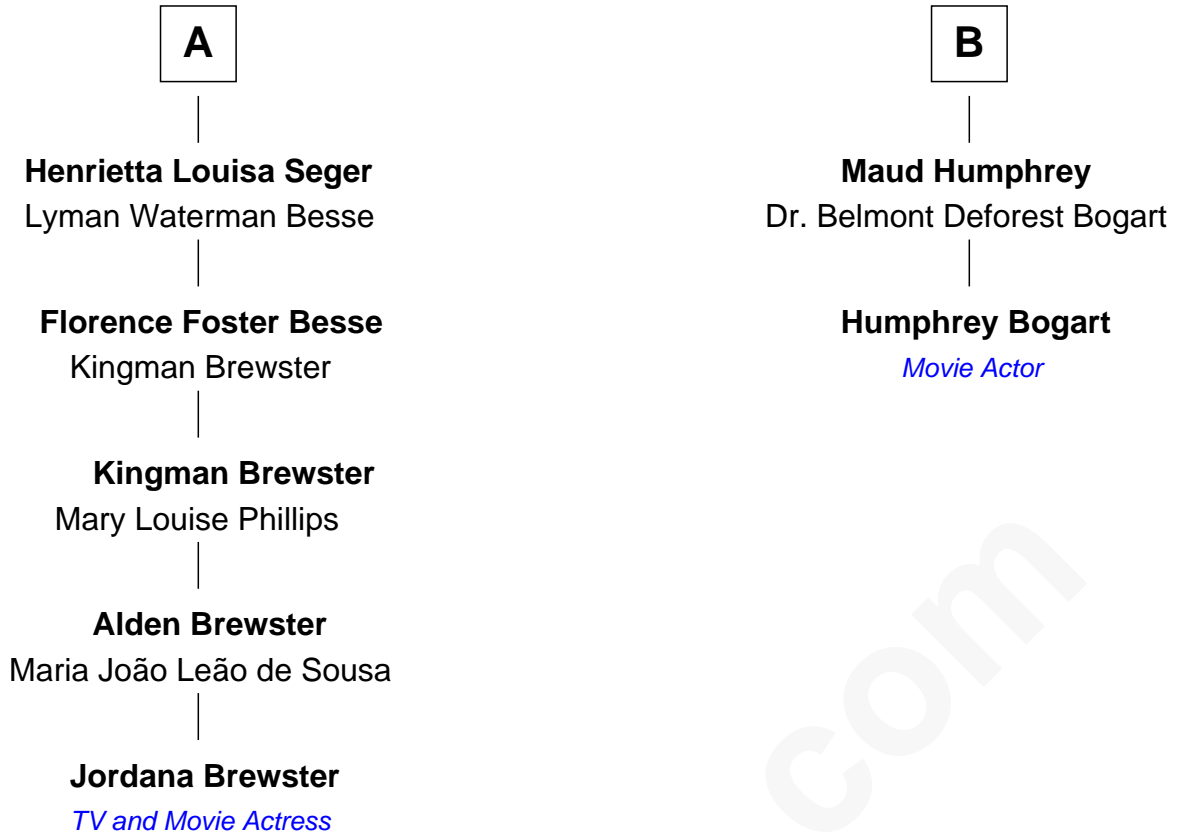 A
Henrietta Louisa Seger
Lyman Waterman Besse
Florence Foster Besse
Kingman Brewster
Kingman Brewster
Mary Louise Phillips
Alden Brewster
Maria João Leão de Sousa
Jordana Brewster
TV and Movie Actress
B
Maud Humphrey
Dr. Belmont Deforest Bogart
Humphrey Bogart
Movie Actor
com